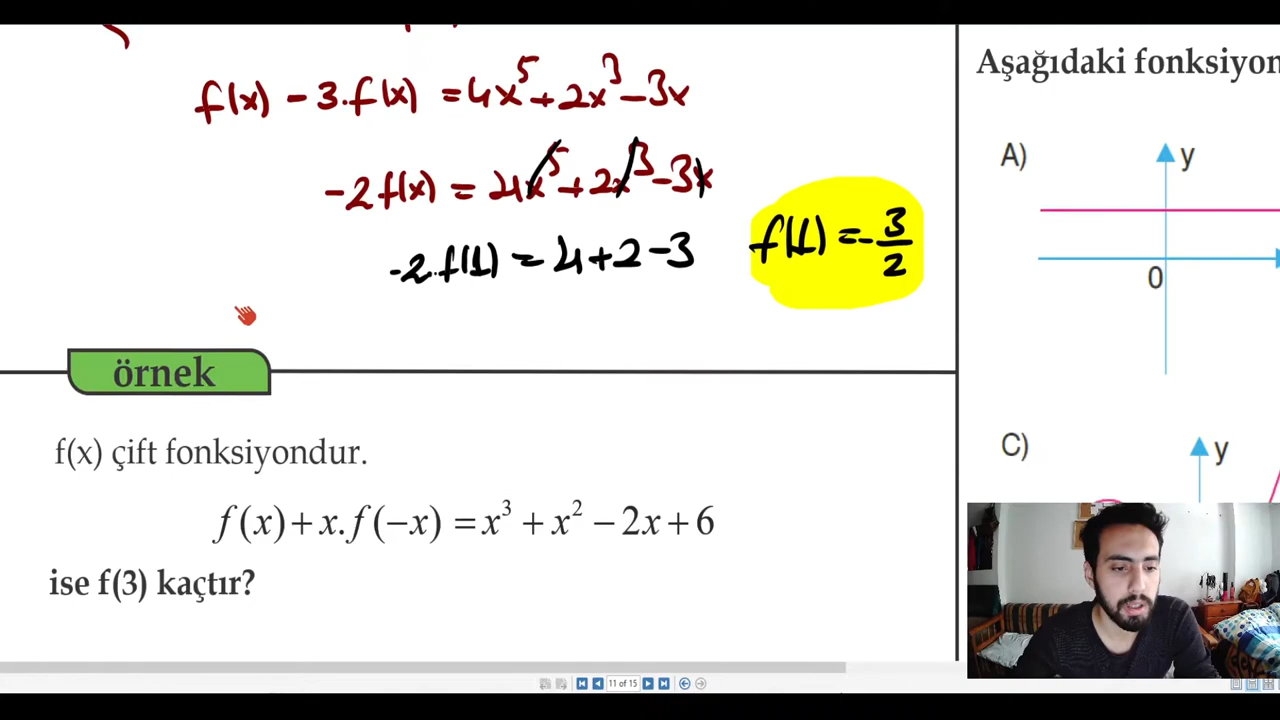 f(x) - 3.f(x) = 4x⁵ + 2x³ - 3x
-2f(x) = 4x⁵ + 2x³ - 3x
-2.f(1) = 4 + 2 - 3
f(1) = - 3/2
örnek
f(x) çift fonksiyondur.
f(x) + x.f(−x) = x³ + x² − 2x + 6
ise f(3) kaçtır?
Aşağıdaki fonksiyon
A)
y
0
C)
y
11 of 15